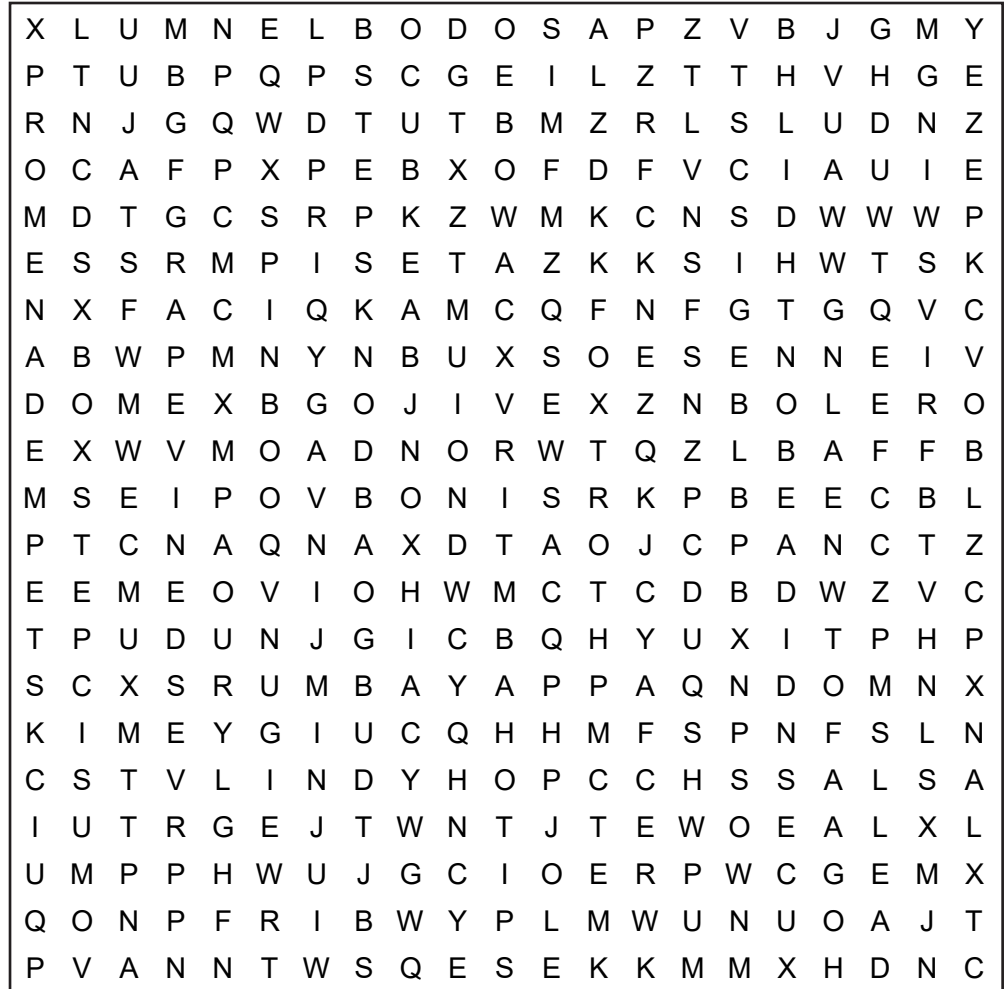 X L U M N E L B O D O S A P Z V B J G M Y
P T U B P Q P S C G E I L Z T T H V H G E
R N J G Q W D T U T B M Z R L S L U D N Z
O C A F P X P E B X O F D F V C I A U I E
M D T G C S R P K Z W M K C N S D W W W P
E S S R M P I S E T A Z K K S I H W T S K
N X F A C I Q K A M C Q F N F G T G Q V C
A B W P M N Y N B U X S O E S E N N E I V
D O M E X B G O J I V E X Z N B O L E R O
E X W V M O A D N O R W T Q Z L B A F F B
M S E I P O V B O N I S R K P B E E C B L
P T C N A Q N A X D T A O J C P A N C T Z
E E M E O V I O H W M C T C D B D W Z V C
T P U D U N J G I C B Q H Y U X I T P H P
S C X S R U M B A Y A P P A Q N D O M N X
K I M E Y G I U C Q H H M F S P N F S L N
C S T V L I N D Y H O P C C H S S A L S A
I U T R G E J T W N T J T E W O E A L X L
U M P P H W U J G C I O E R P W C G E M X
Q O N P F R I B W Y P L M W U N U O A J T
P V A N N T W S Q E S E K K M M X H D N C